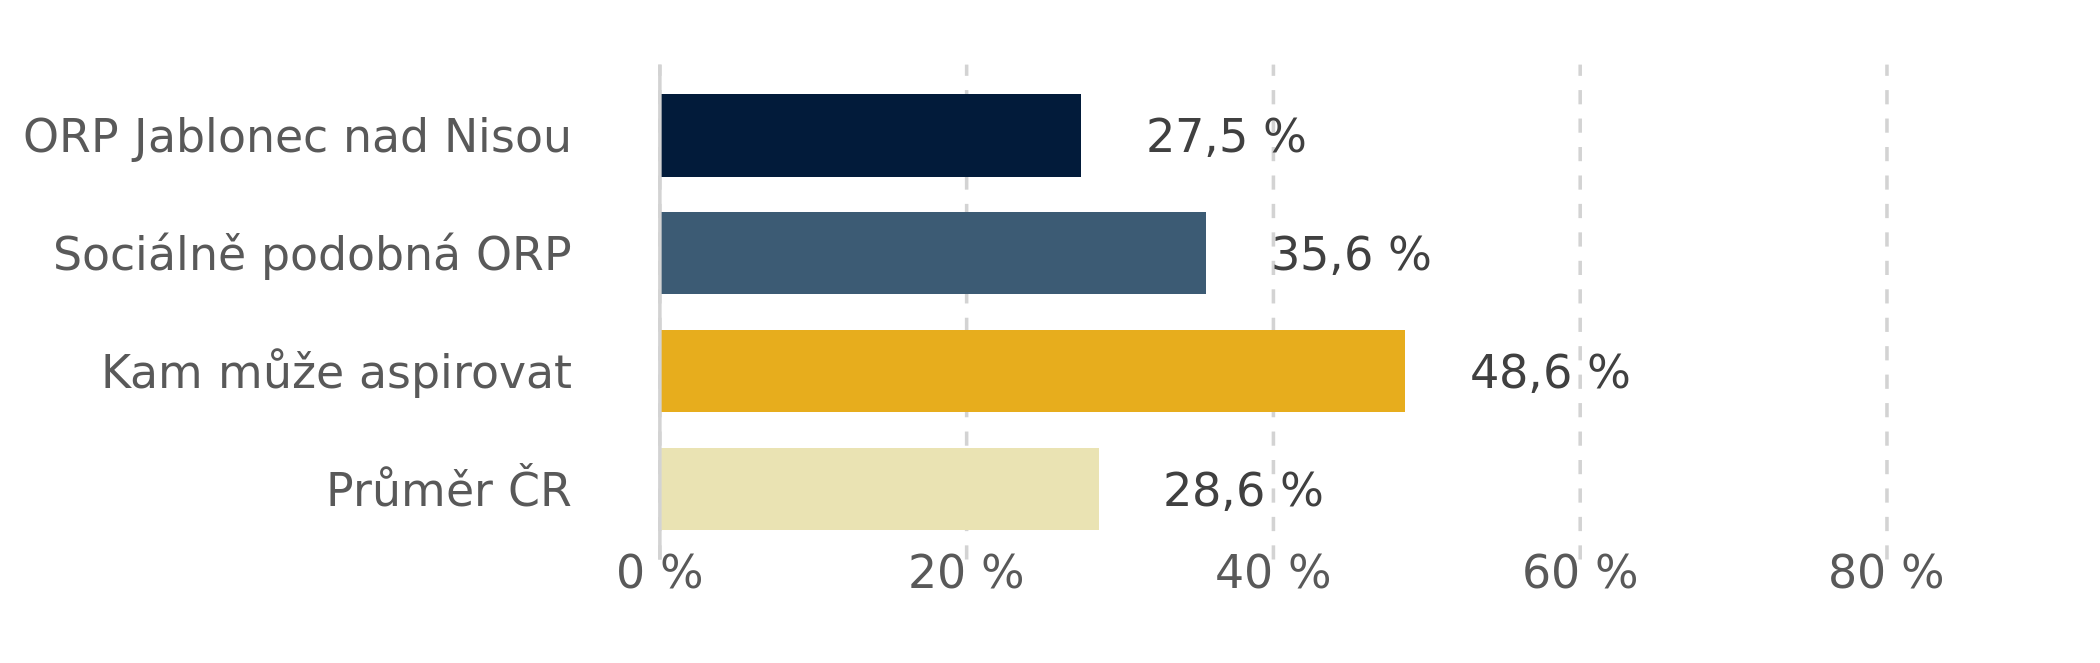 ORP Jablonec nad Nisou 27,5 %
Sociálně podobná ORP 35,6 %
Kam může aspirovat 48,6 %
Průměr ČR 28,6 %
0 % 20 % 40 % 60 % 80 %